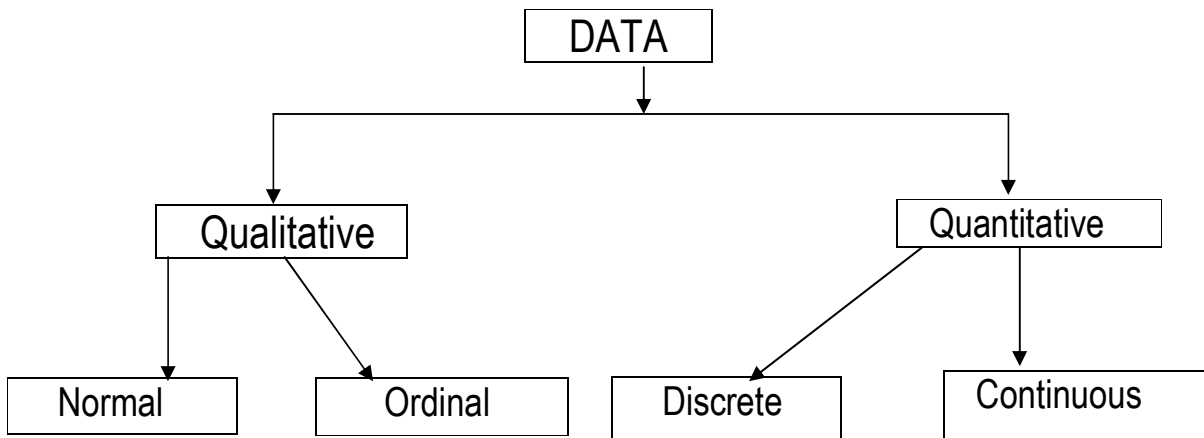 DATA
Qualitative
Quantitative
Normal
Ordinal
Discrete
Continuous